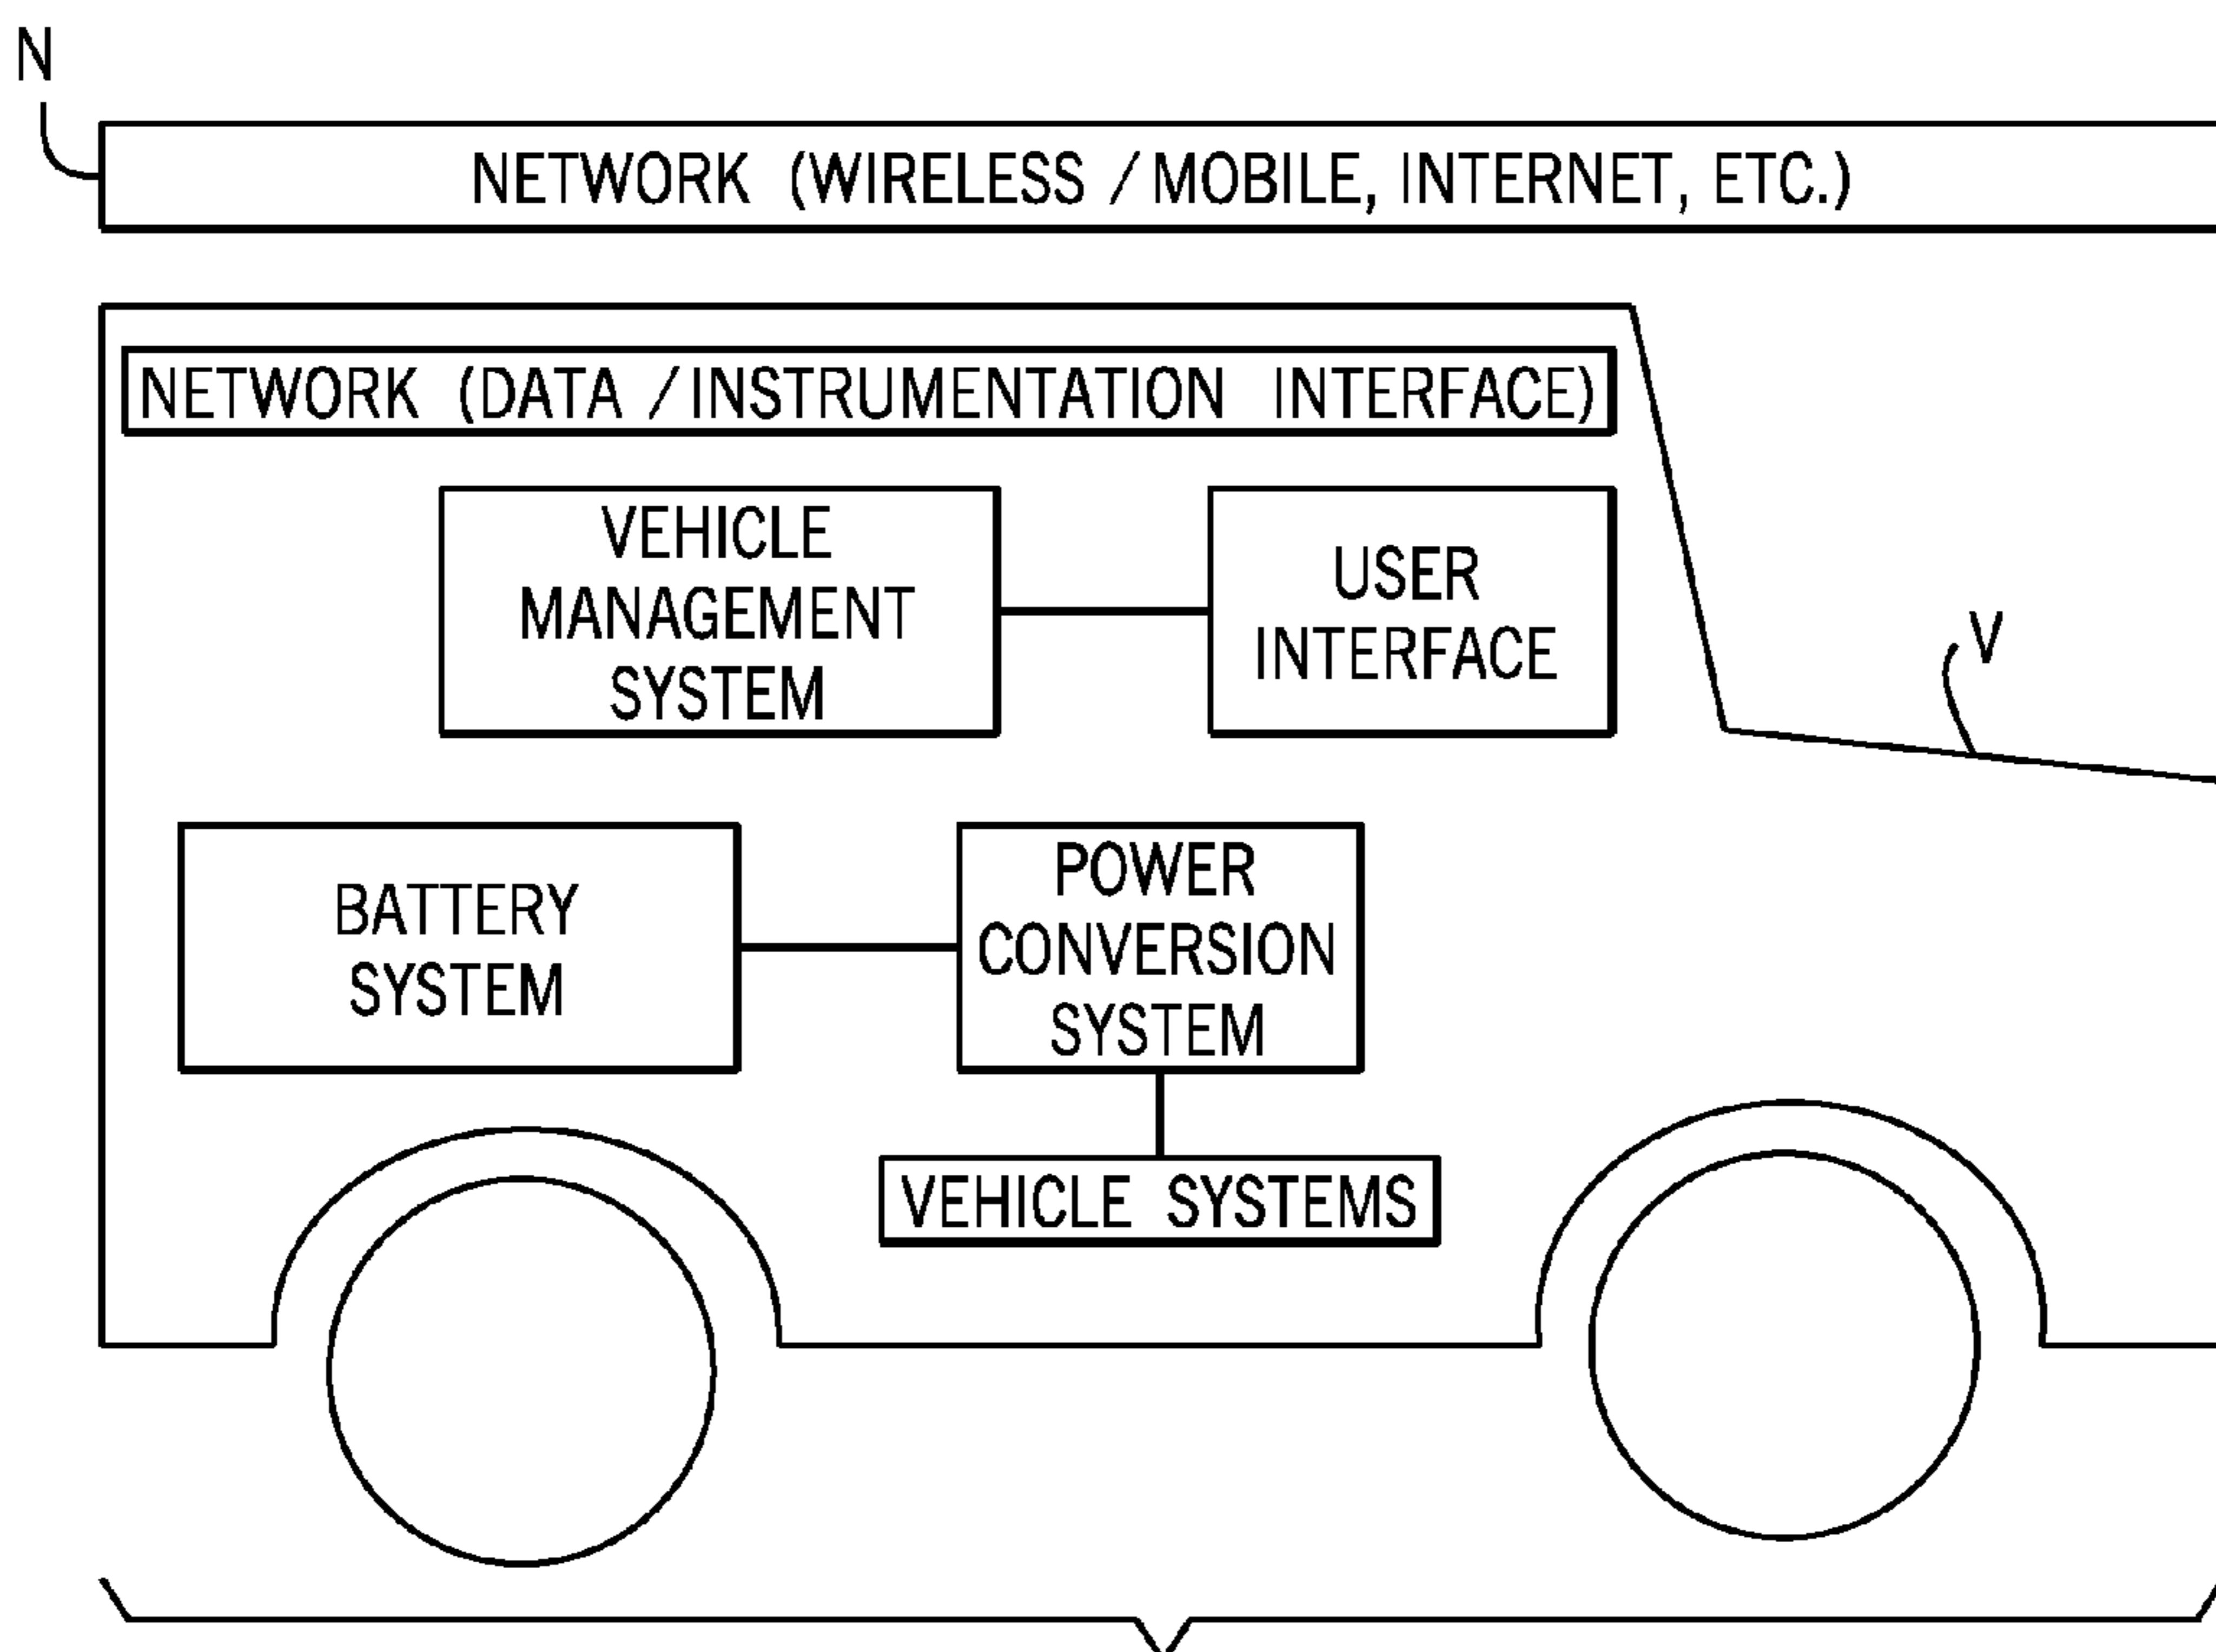 N
NETWORK (WIRELESS / MOBILE, INTERNET, ETC.)
NETWORK (DATA / INSTRUMENTATION INTERFACE)
VEHICLE
MANAGEMENT
SYSTEM
USER
INTERFACE
V
BATTERY
SYSTEM
POWER
CONVERSION
SYSTEM
VEHICLE SYSTEMS